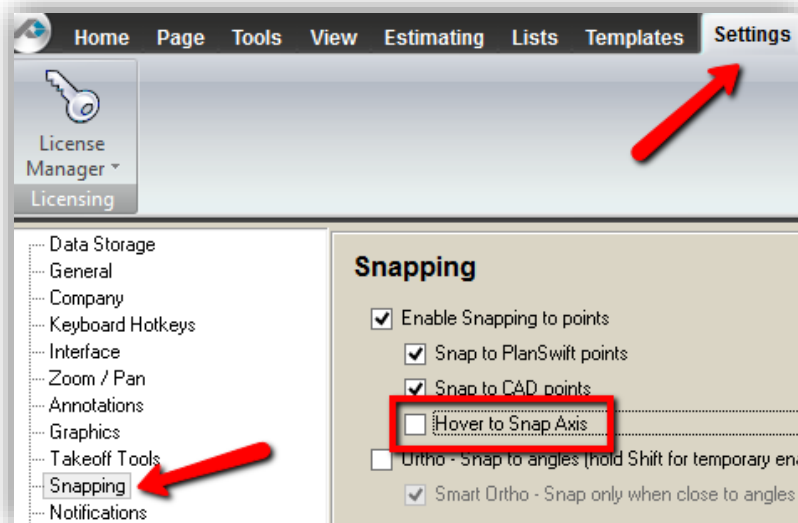 Home Page Tools View Estimating Lists Templates Settings
License
Manager
Licensing
Data Storage
General
Company
Keyboard Hotkeys
Interface
Zoom / Pan
Annotations
Graphics
Takeoff Tools
Snapping
Notifications
Snapping
Enable Snapping to points
Snap to PlanSwift points
Snap to CAD points
Hover to Snap Axis
Ortho - Snap to angles (hold Shift for temporary ena
Smart Ortho - Snap only when close to angles